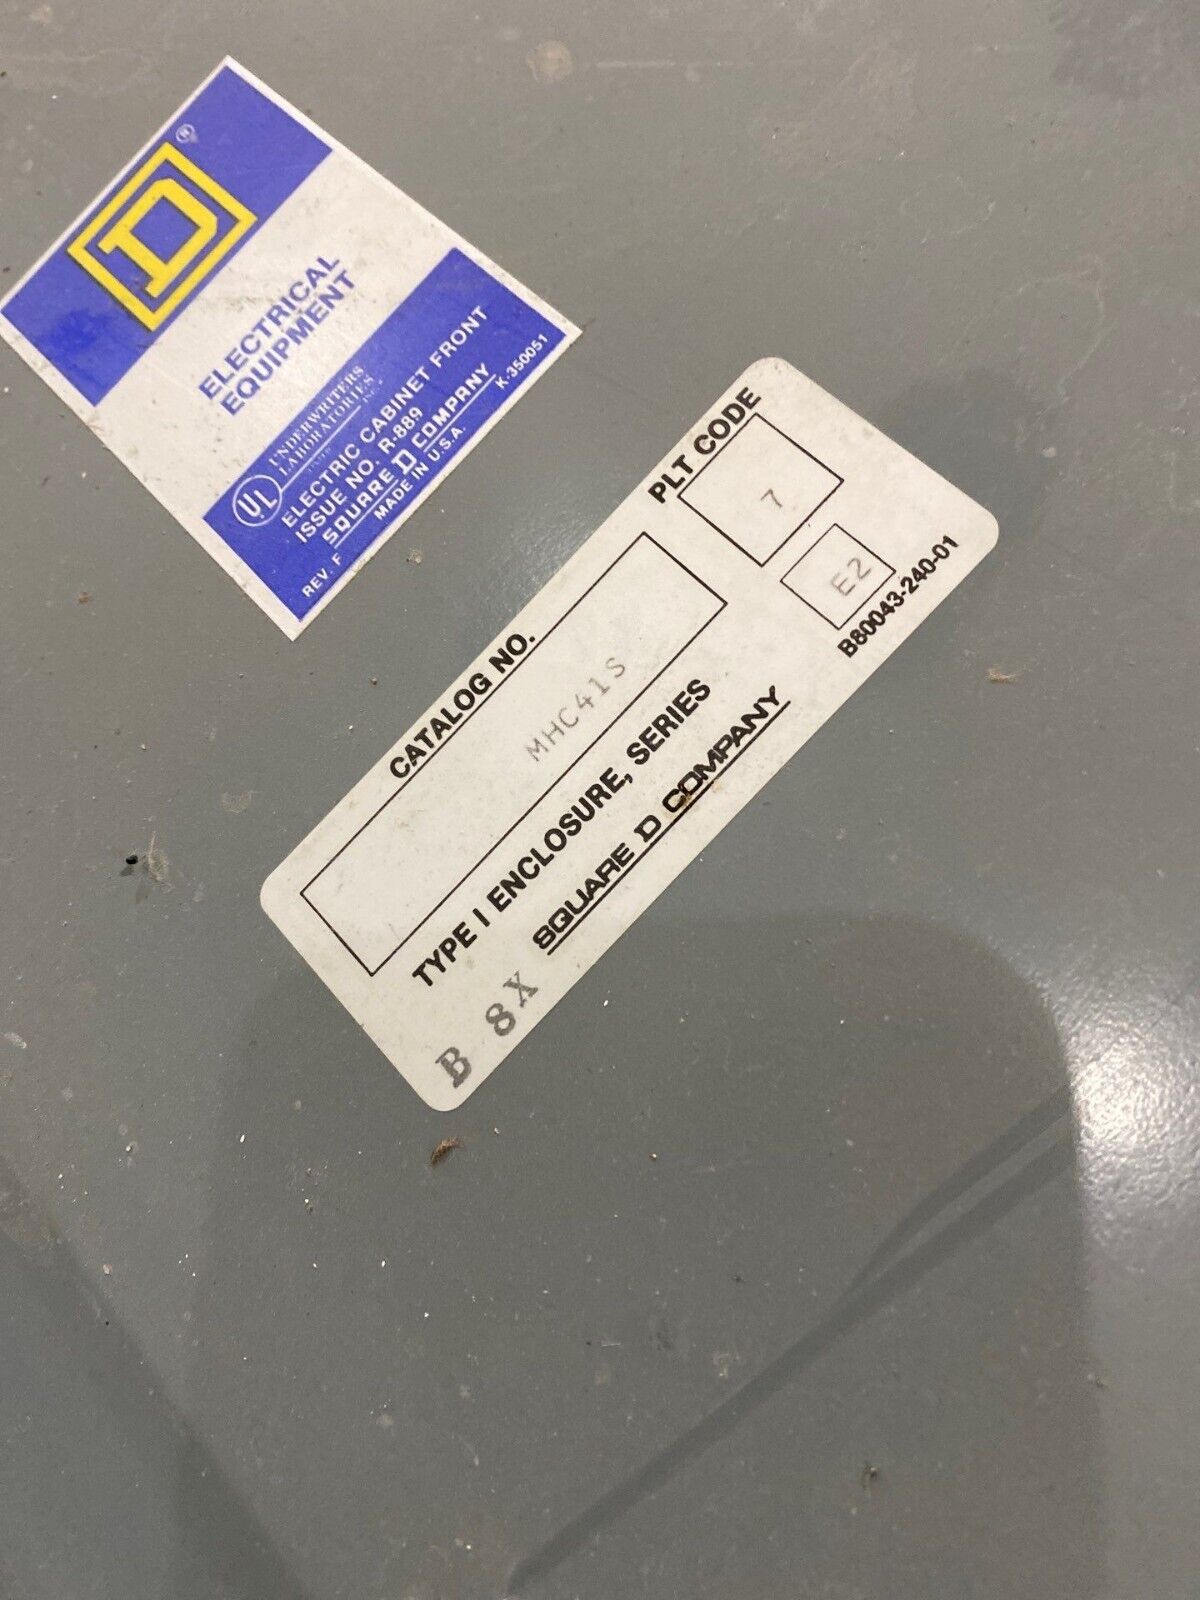 D ®
ELECTRICAL
EQUIPMENT
UL
UNDERWRITERS
LABORATORIES
INC.
ELECTRIC CABINET FRONT
ISSUE NO. R-889
SQUARE D COMPANY
REV. F MADE IN U.S.A. K-350051
CATALOG NO.
MHC41S
PLT CODE
7
E2
TYPE I ENCLOSURE, SERIES
SQUARE D COMPANY
B80043-240-01
B 8X